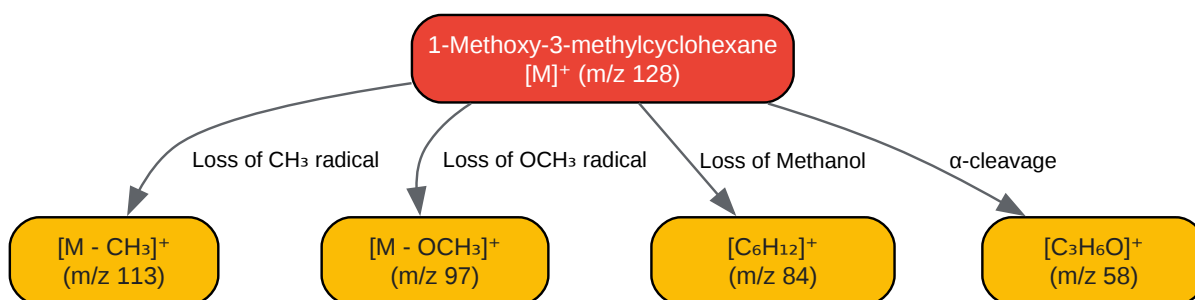 1-Methoxy-3-methylcyclohexane
[M]⁺ (m/z 128)
Loss of CH₃ radical
Loss of OCH₃ radical
Loss of Methanol
α-cleavage
[M - CH₃]⁺
(m/z 113)
[M - OCH₃]⁺
(m/z 97)
[C₆H₁₂]⁺
(m/z 84)
[C₃H₆O]⁺
(m/z 58)